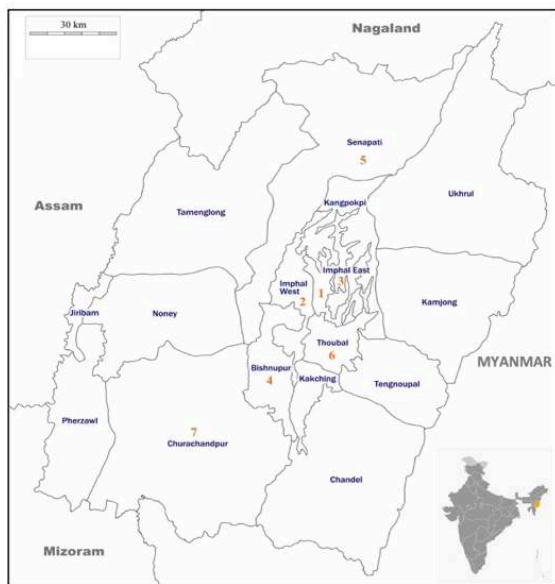 30 km
Nagaland
Senapati
5
Ukhrul
Kangpokpi
Assam
Tamenglong
Imphal East
3
Imphal
West
1
2
Kamjong
Jiribam
Noney
Thoubal
6
MYANMAR
Bishnupur
4
Kakching
Tengnoupal
Pherzawl
7
Churachandpur
Chandel
Mizoram